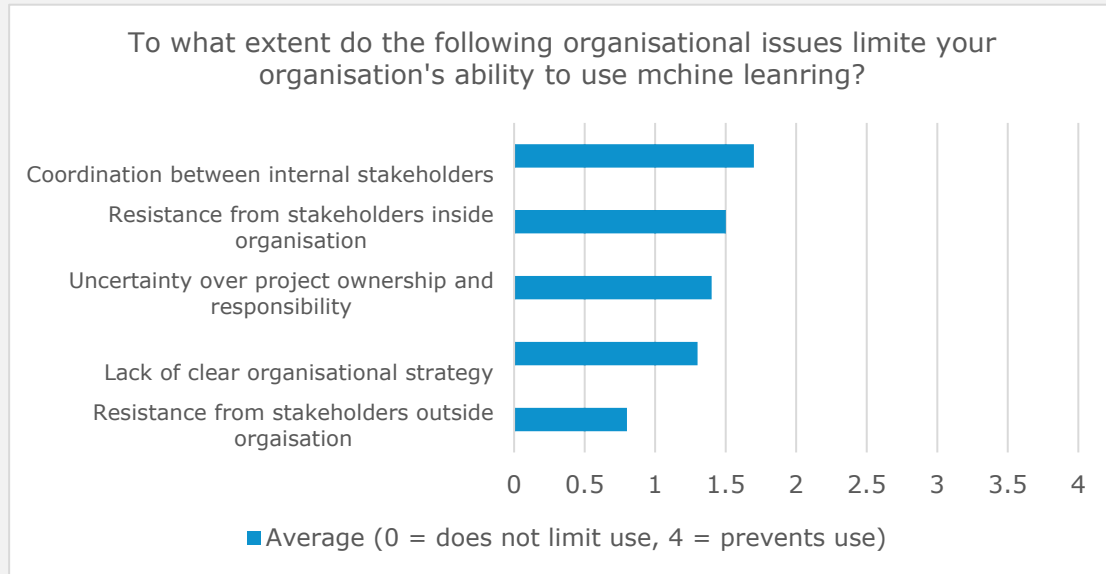 To what extent do the following organisational issues limite your
organisation's ability to use mchine leanring?
Coordination between internal stakeholders
Resistance from stakeholders inside
organisation
Uncertainty over project ownership and
responsibility
Lack of clear organisational strategy
Resistance from stakeholders outside
orgaisation
0 0.5 1 1.5 2 2.5 3 3.5 4
Average (0 = does not limit use, 4 = prevents use)